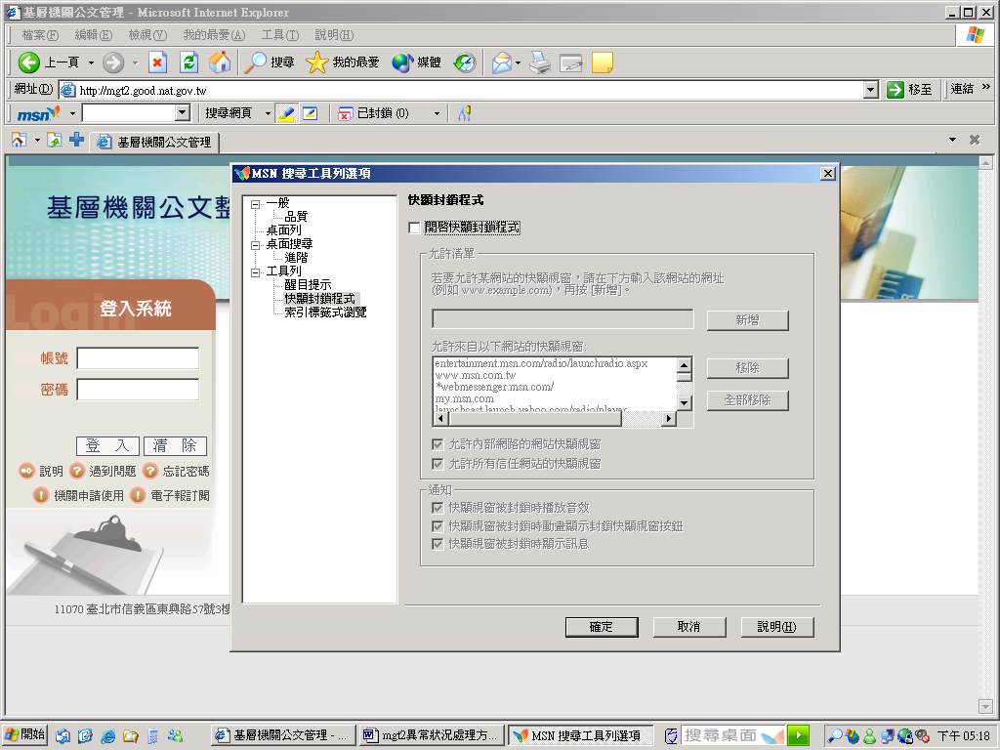 基層機關公文管理 - Microsoft Internet Explorer
檔案(F) 編輯(E) 檢視(V) 我的最愛(A) 工具(T) 說明(H)
上一頁 搜尋 我的最愛 媒體
網址(D) http://mgt2.good.nat.gov.tw 移至 連結 »
msn 搜尋網頁 已封鎖 (0)
基層機關公文管理
基層機關公文整
Login
登入系統
帳號
密碼
登 入 清 除
說明 遇到問題 忘記密碼
機關申請使用 電子報訂閱
11070 臺北市信義區東興路57號3樓
MSN 搜尋工具列選項
一般
品質
桌面列
桌面搜尋
進階
工具列
醒目提示
快顯封鎖程式
索引標籤式瀏覽
快顯封鎖程式
開啓快顯封鎖程式
允許清單
若要允許某網站的快顯視窗，請在下方輸入該網站的網址
(例如 www.example.com)，再按 [新增]。
新增
允許來自以下網站的快顯視窗:
entertainment.msn.com/radio/launchradio.aspx
www.msn.com.tw
*webmessenger.msn.com/
my.msn.com
launchcast.launch.yahoo.com/radio/player
移除
全部移除
允許內部網路的網站快顯視窗
允許所有信任網站的快顯視窗
通知
快顯視窗被封鎖時播放音效
快顯視窗被封鎖時動畫顯示封鎖快顯視窗按鈕
快顯視窗被封鎖時顯示訊息
確定 取消 說明(H)
開始 基層機關公文管理 - ... mgt2異常狀況處理方... MSN 搜尋工具列選項 搜尋桌面 下午 05:18